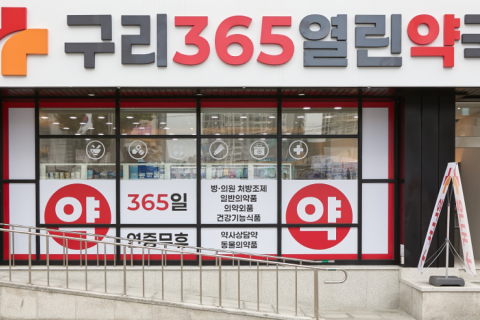 구리365열린약국
약
365일
연중무휴
병·의원 처방조제
일반의약품
의약외품
건강기능식품
약사상담약
동물의약품
약